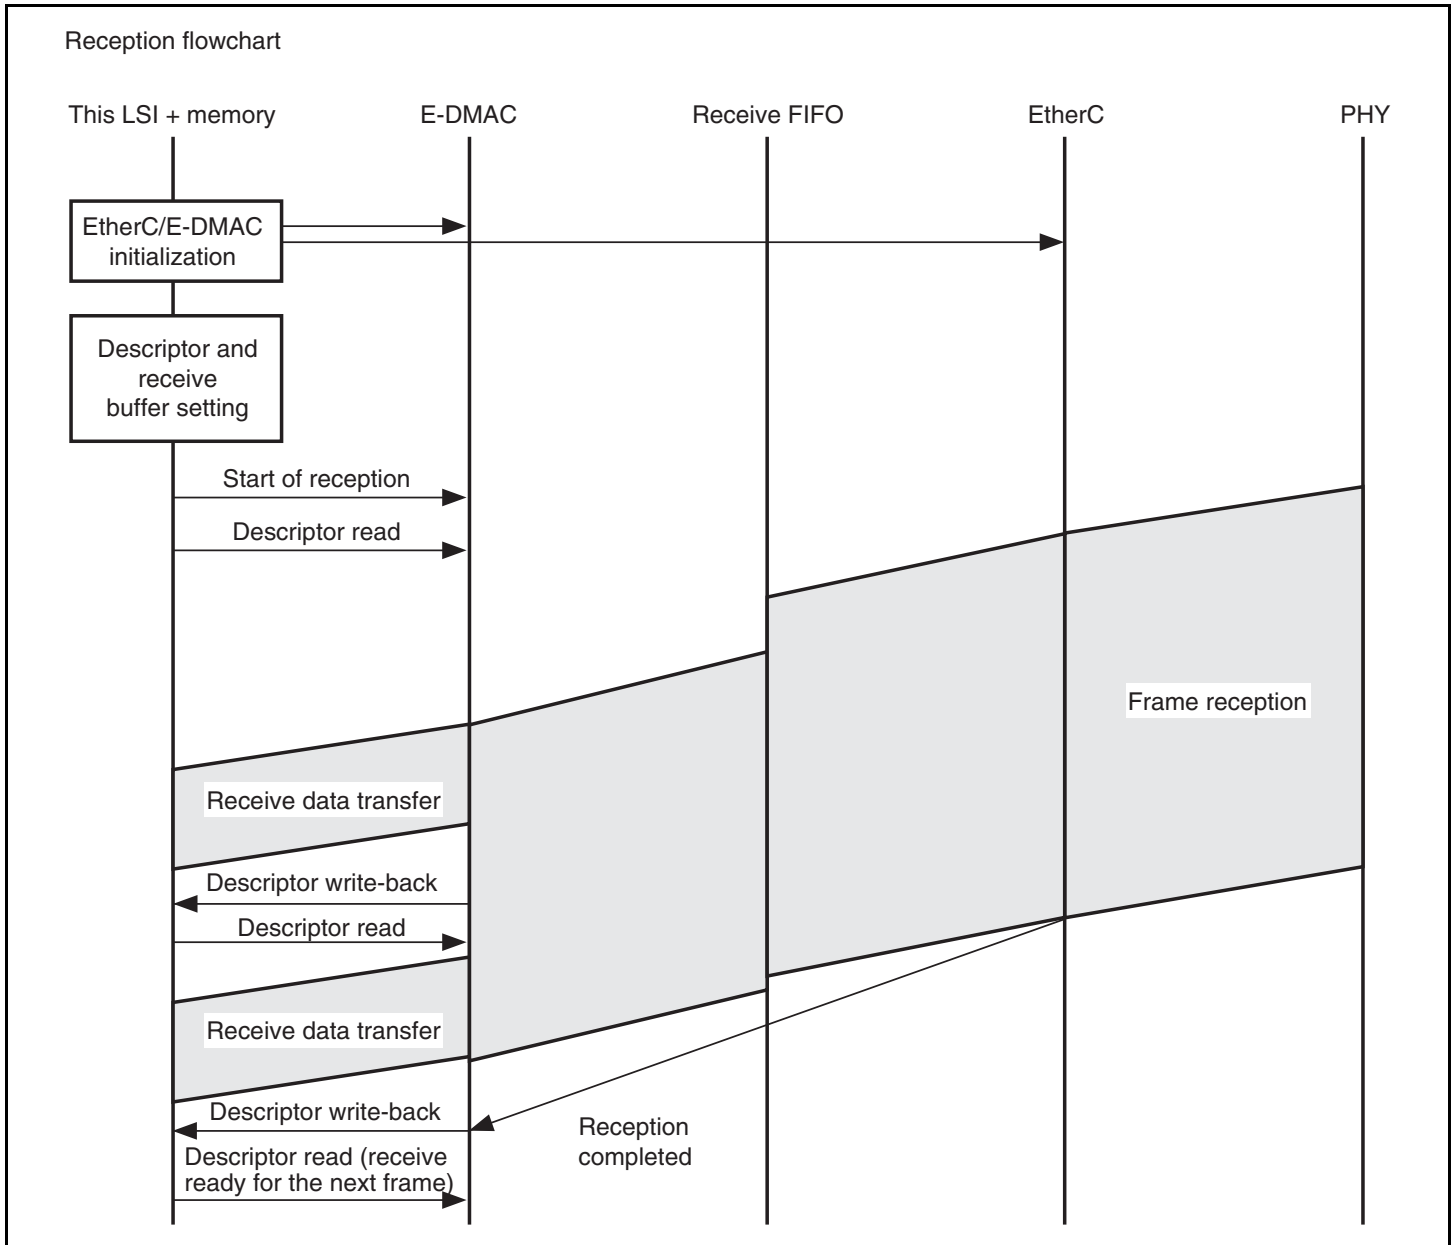 Reception flowchart
This LSI + memory
E-DMAC
Receive FIFO
EtherC
PHY
EtherC/E-DMAC
initialization
Descriptor and
receive
buffer setting
Start of reception
Descriptor read
Frame reception
Receive data transfer
Descriptor write-back
Descriptor read
Receive data transfer
Descriptor write-back
Reception
completed
Descriptor read (receive
ready for the next frame)